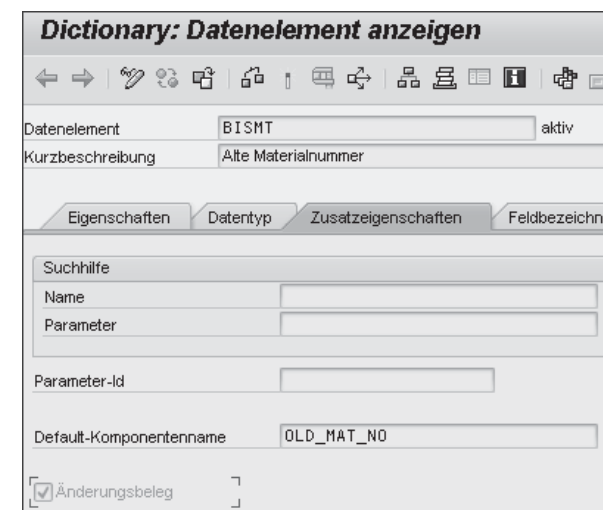 Dictionary: Datenelement anzeigen
Datenelement BISMT aktiv
Kurzbeschreibung Alte Materialnummer
Eigenschaften Datentyp Zusatzeigenschaften Feldbezeichn
Suchhilfe
Name
Parameter
Parameter-Id
Default-Komponentenname OLD_MAT_NO
Änderungsbeleg